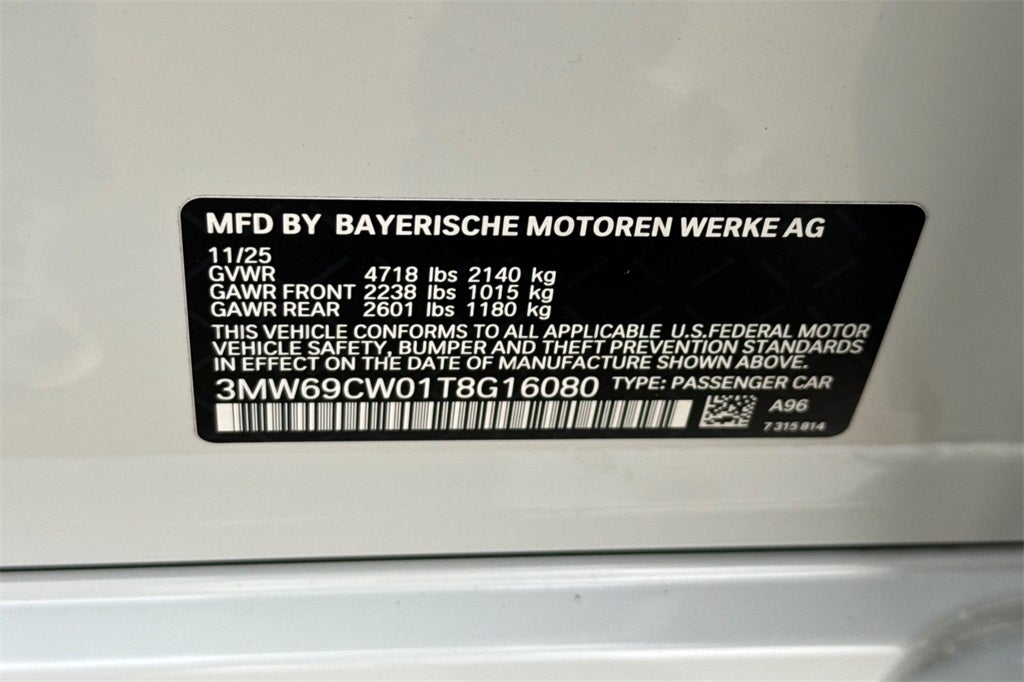 MFD BY BAYERISCHE MOTOREN WERKE AG
11/25
GVWR 4718 lbs 2140 kg
GAWR FRONT 2238 lbs 1015 kg
GAWR REAR 2601 lbs 1180 kg
THIS VEHICLE CONFORMS TO ALL APPLICABLE U.S.FEDERAL MOTOR
VEHICLE SAFETY, BUMPER AND THEFT PREVENTION STANDARDS
IN EFFECT ON THE DATE OF MANUFACTURE SHOWN ABOVE.
3MW69CW01T8G16080 TYPE: PASSENGER CAR
A96
7 315 814